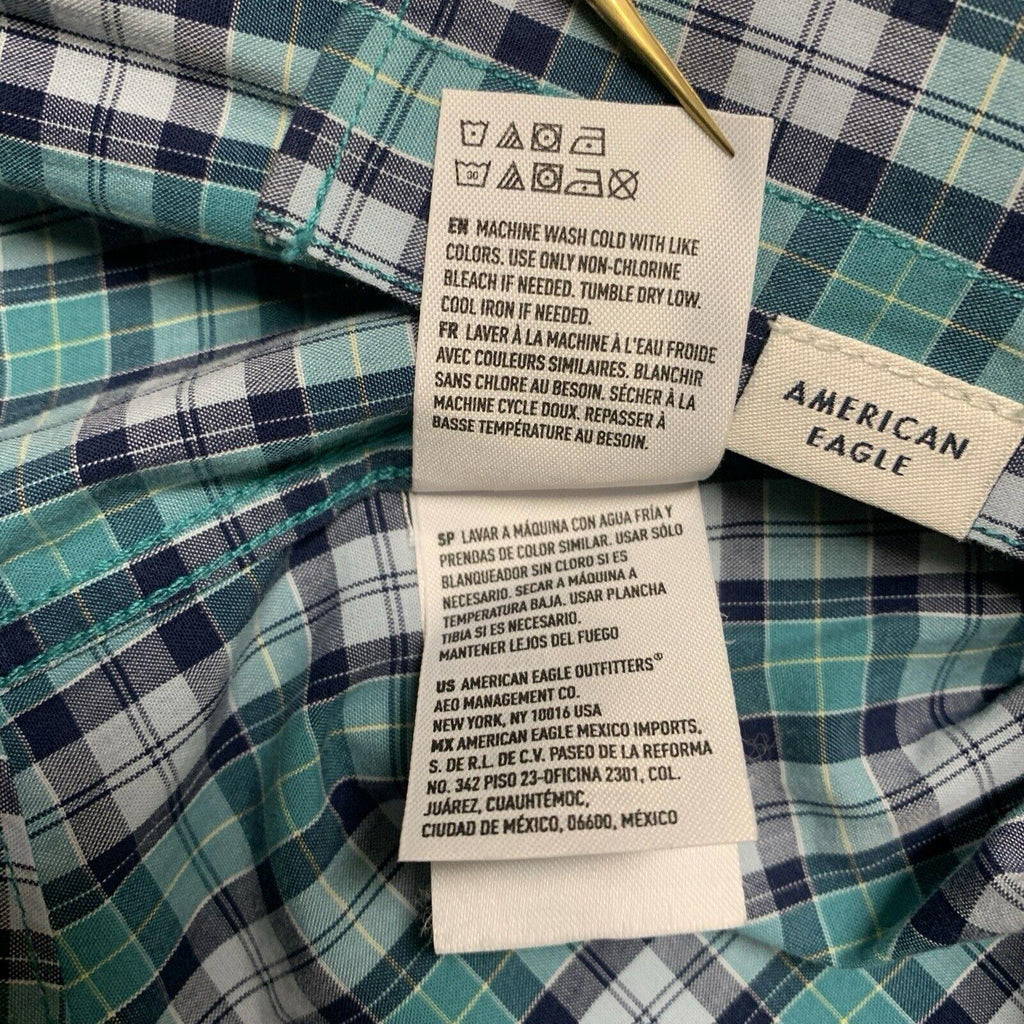 30
EN MACHINE WASH COLD WITH LIKE
COLORS. USE ONLY NON-CHLORINE
BLEACH IF NEEDED. TUMBLE DRY LOW.
COOL IRON IF NEEDED.
FR LAVER À LA MACHINE À L'EAU FROIDE
AVEC COULEURS SIMILAIRES. BLANCHIR
SANS CHLORE AU BESOIN. SÉCHER À LA
MACHINE CYCLE DOUX. REPASSER À
BASSE TEMPÉRATURE AU BESOIN.
AMERICAN
EAGLE
SP LAVAR A MÁQUINA CON AGUA FRÍA Y
PRENDAS DE COLOR SIMILAR. USAR SÓLO
BLANQUEADOR SIN CLORO SI ES
NECESARIO. SECAR A MÁQUINA A
TEMPERATURA BAJA. USAR PLANCHA
TIBIA SI ES NECESARIO.
MANTENER LEJOS DEL FUEGO
US AMERICAN EAGLE OUTFITTERS®
AEO MANAGEMENT CO.
NEW YORK, NY 10016 USA
MX AMERICAN EAGLE MEXICO IMPORTS,
S. DE R.L. DE C.V. PASEO DE LA REFORMA
NO. 342 PISO 23-OFICINA 2301, COL.
JUÁREZ, CUAUHTÉMOC,
CIUDAD DE MÉXICO, 06600, MÉXICO